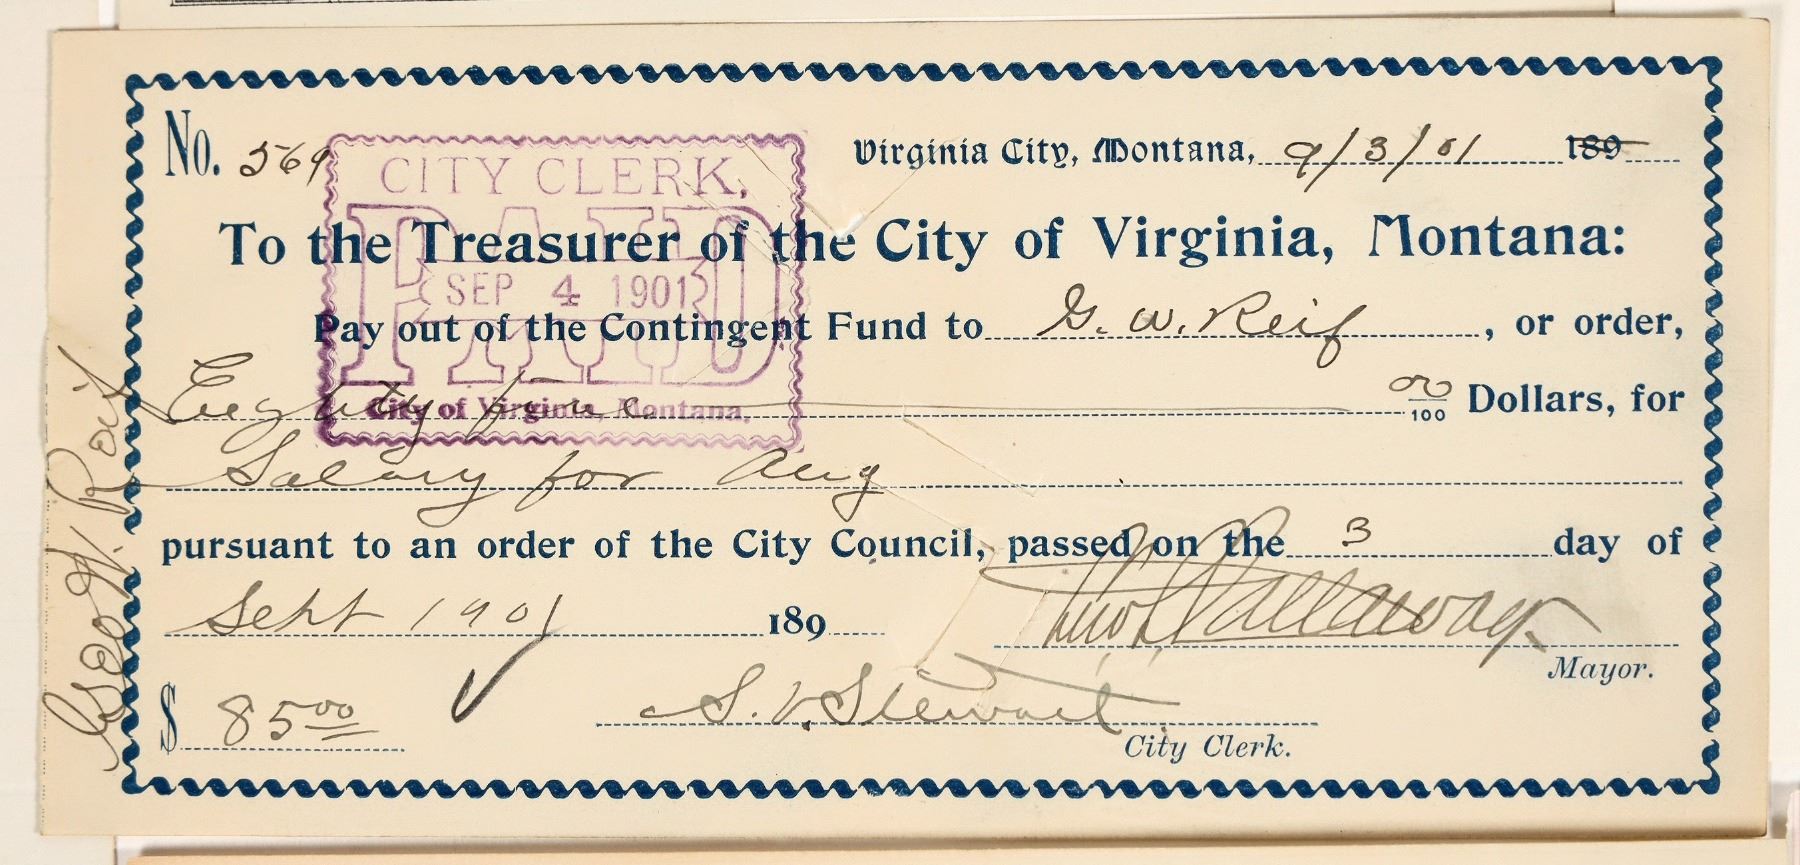 No. 569
Virginia City, Montana, 9/3/01 189
CITY CLERK,
PAID
SEP 4 1901
City of Virginia, Montana.
To the Treasurer of the City of Virginia, Montana:
Pay out of the Contingent Fund to G. W. Reif, or order,
Eighty five 00/100 Dollars, for
Salary for Aug
pursuant to an order of the City Council, passed on the 3 day of
Sept 1901 189
Callaway
Mayor.
$ 85.00
S. V. Stewart
City Clerk.
Geo W. Reif